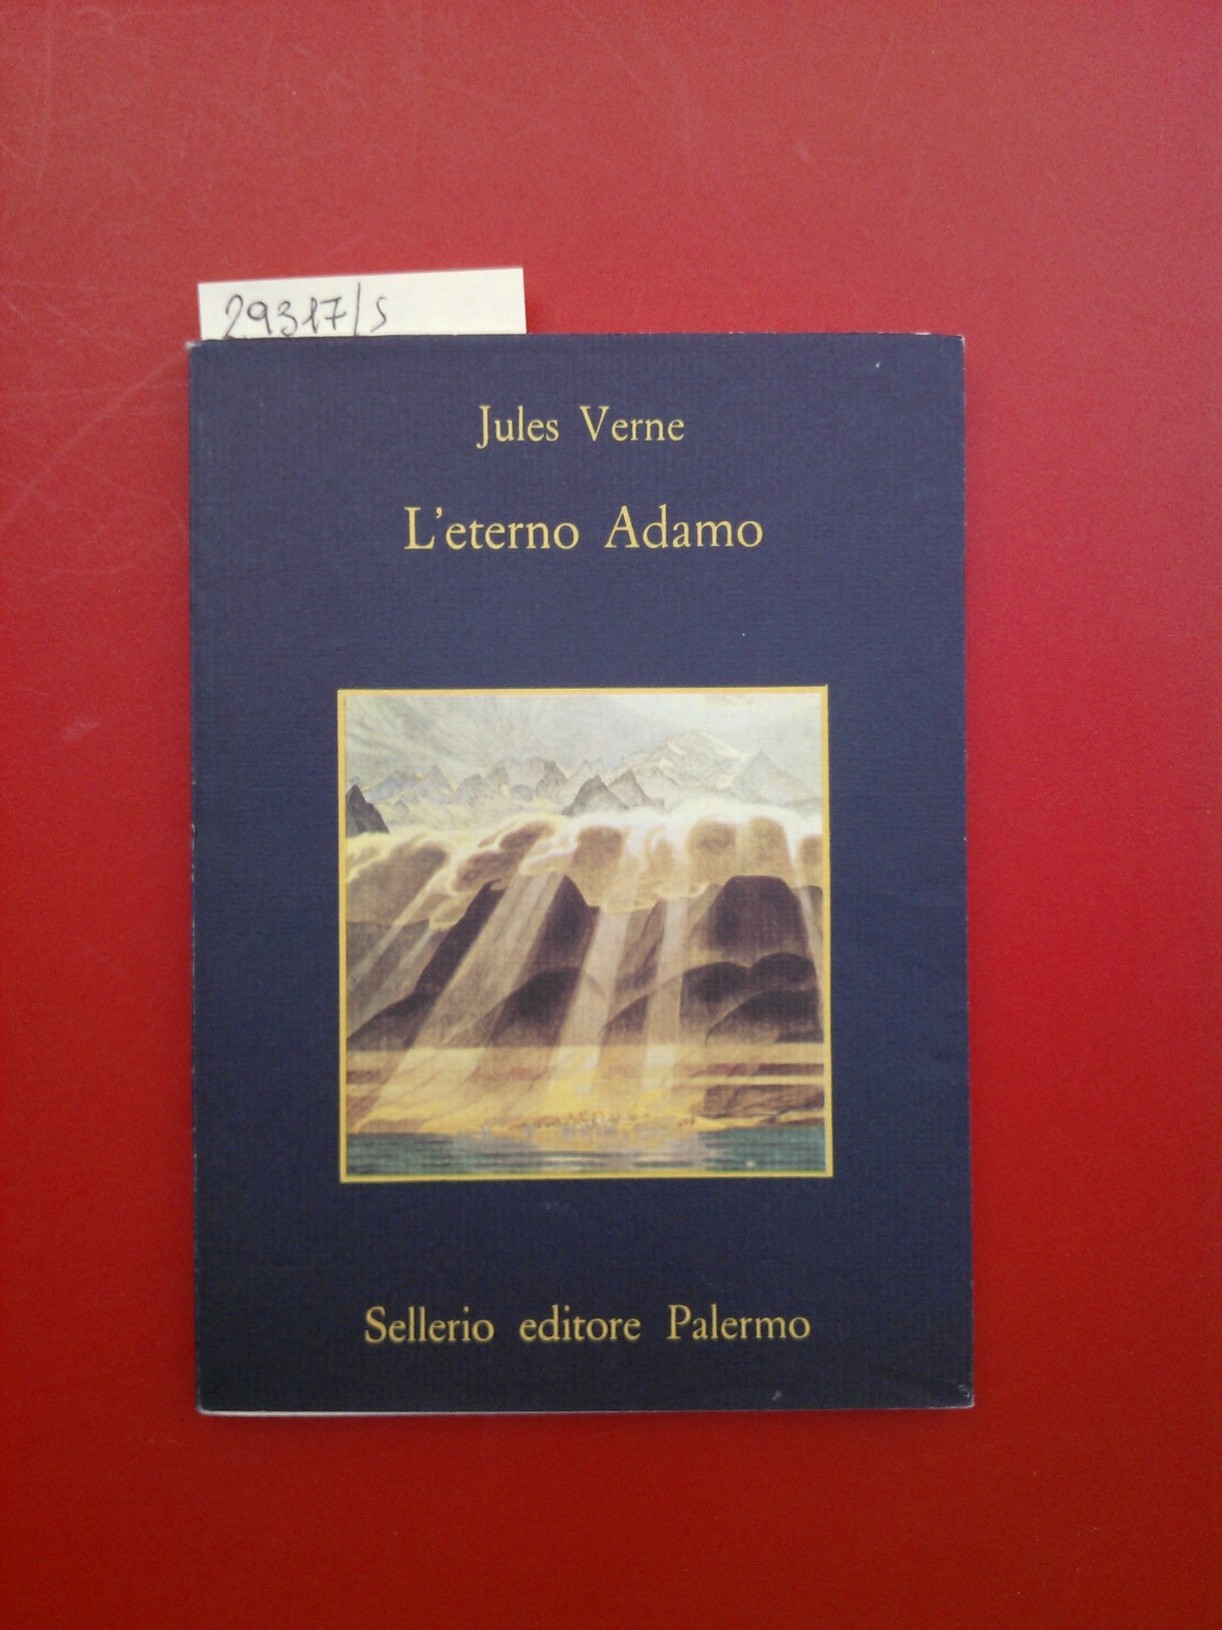 29317/s
Jules Verne
L'eterno Adamo
Sellerio editore Palermo